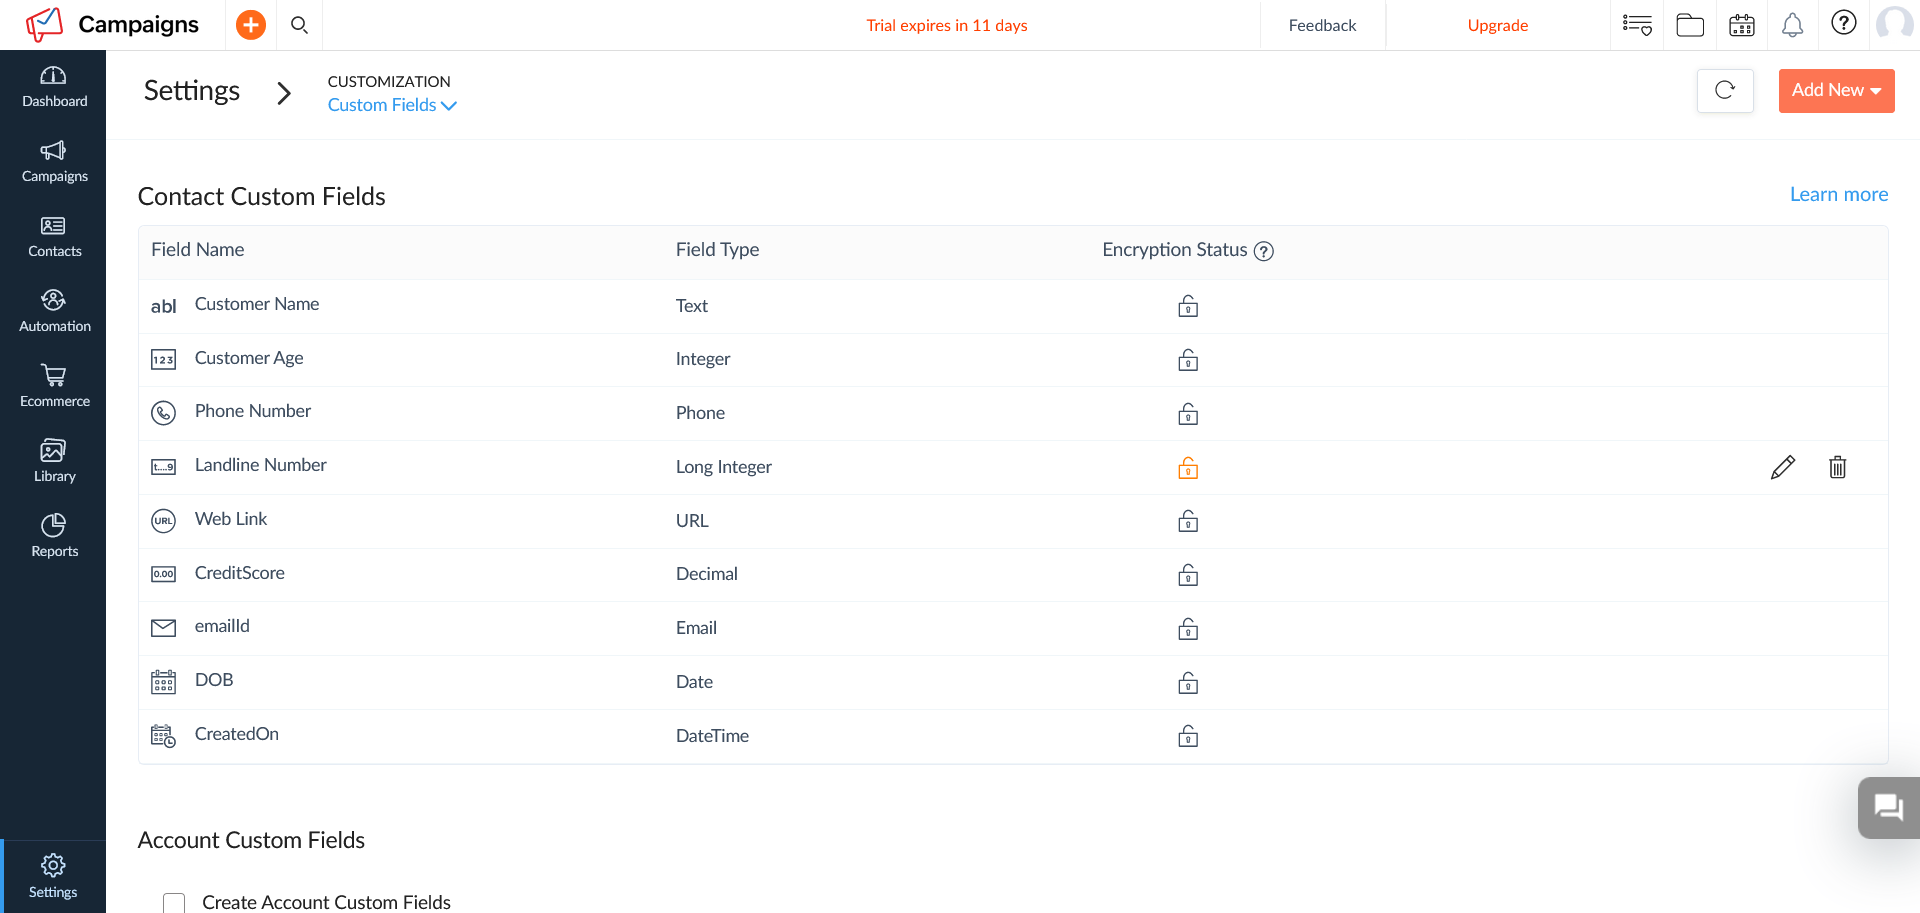 Campaigns
Trial expires in 11 days
Feedback
Upgrade
Dashboard
Campaigns
Contacts
Automation
Ecommerce
Library
Reports
Settings
Settings
CUSTOMIZATION
Custom Fields
Add New
Contact Custom Fields
Learn more
Field Name Field Type Encryption Status ?
abl Customer Name Text
123 Customer Age Integer
Phone Number Phone
t....9 Landline Number Long Integer
URL Web Link URL
0.00 CreditScore Decimal
emailId Email
DOB Date
CreatedOn DateTime
Account Custom Fields
Create Account Custom Fields